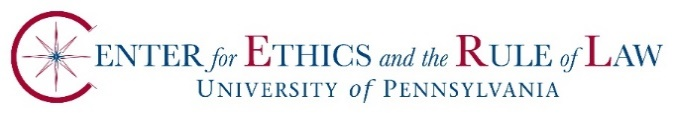 CENTER for ETHICS and the RULE of LAW
UNIVERSITY of PENNSYLVANIA